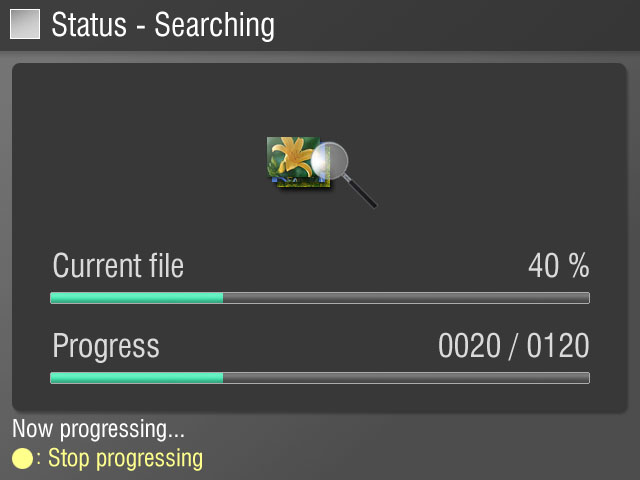 Status - Searching
Current file 40 %
Progress 0020 / 0120
Now progressing...
: Stop progressing